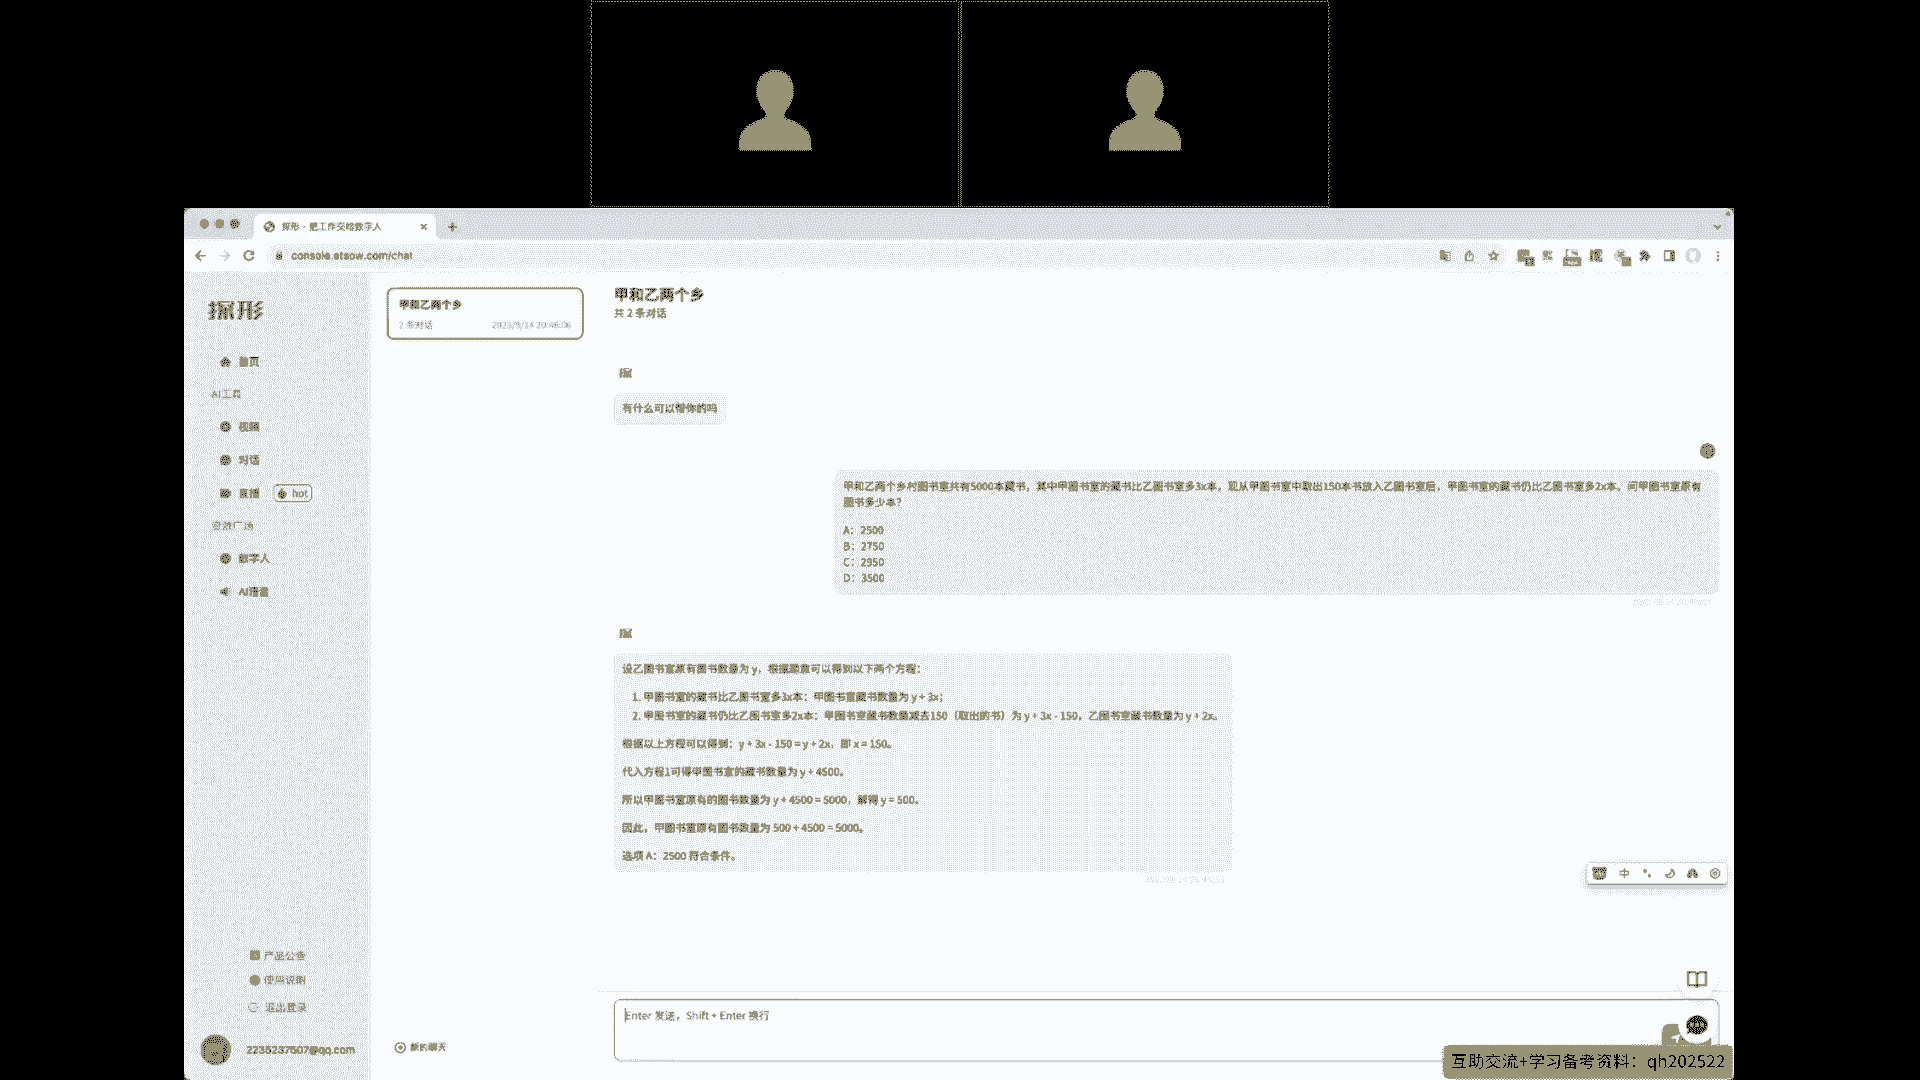 探形 - 把工作交给数字人
console.etsow.com/chat
探形
首页
AI工具
视频
对话
直播
hot
资源广场
数字人
AI语音
产品公告
使用说明
退出登录
2235237507@qq.com
甲和乙两个乡
2 条对话
2023/9/14 20:46:06
新的聊天
甲和乙两个乡
共 2 条对话
有什么可以帮你的吗
甲和乙两个乡村图书室共有5000本藏书，其中甲图书室的藏书比乙图书室多3x本，现从甲图书室中取出150本书放入乙图书室后，甲图书室的藏书仍比乙图书室多2x本。问甲图书室原有
图书多少本？
A：2500
B：2750
C：2950
D：3500
设乙图书室原有图书数量为 y，根据题意可以得到以下两个方程：
1. 甲图书室的藏书比乙图书室多3x本：甲图书室藏书数量为 y + 3x；
2. 甲图书室的藏书仍比乙图书室多2x本：甲图书室藏书数量减去150（取出的书）为 y + 3x - 150，乙图书室藏书数量为 y + 2x。
根据以上方程可以得到：y + 3x - 150 = y + 2x，即 x = 150。
代入方程1可得甲图书室的藏书数量为 y + 4500。
所以甲图书室原有的图书数量为 y + 4500 = 5000，解得 y = 500。
因此，甲图书室原有图书数量为 500 + 4500 = 5000。
选项 A：2500 符合条件。
中
Enter 发送，Shift + Enter 换行
互助交流+学习备考资料：qh202522